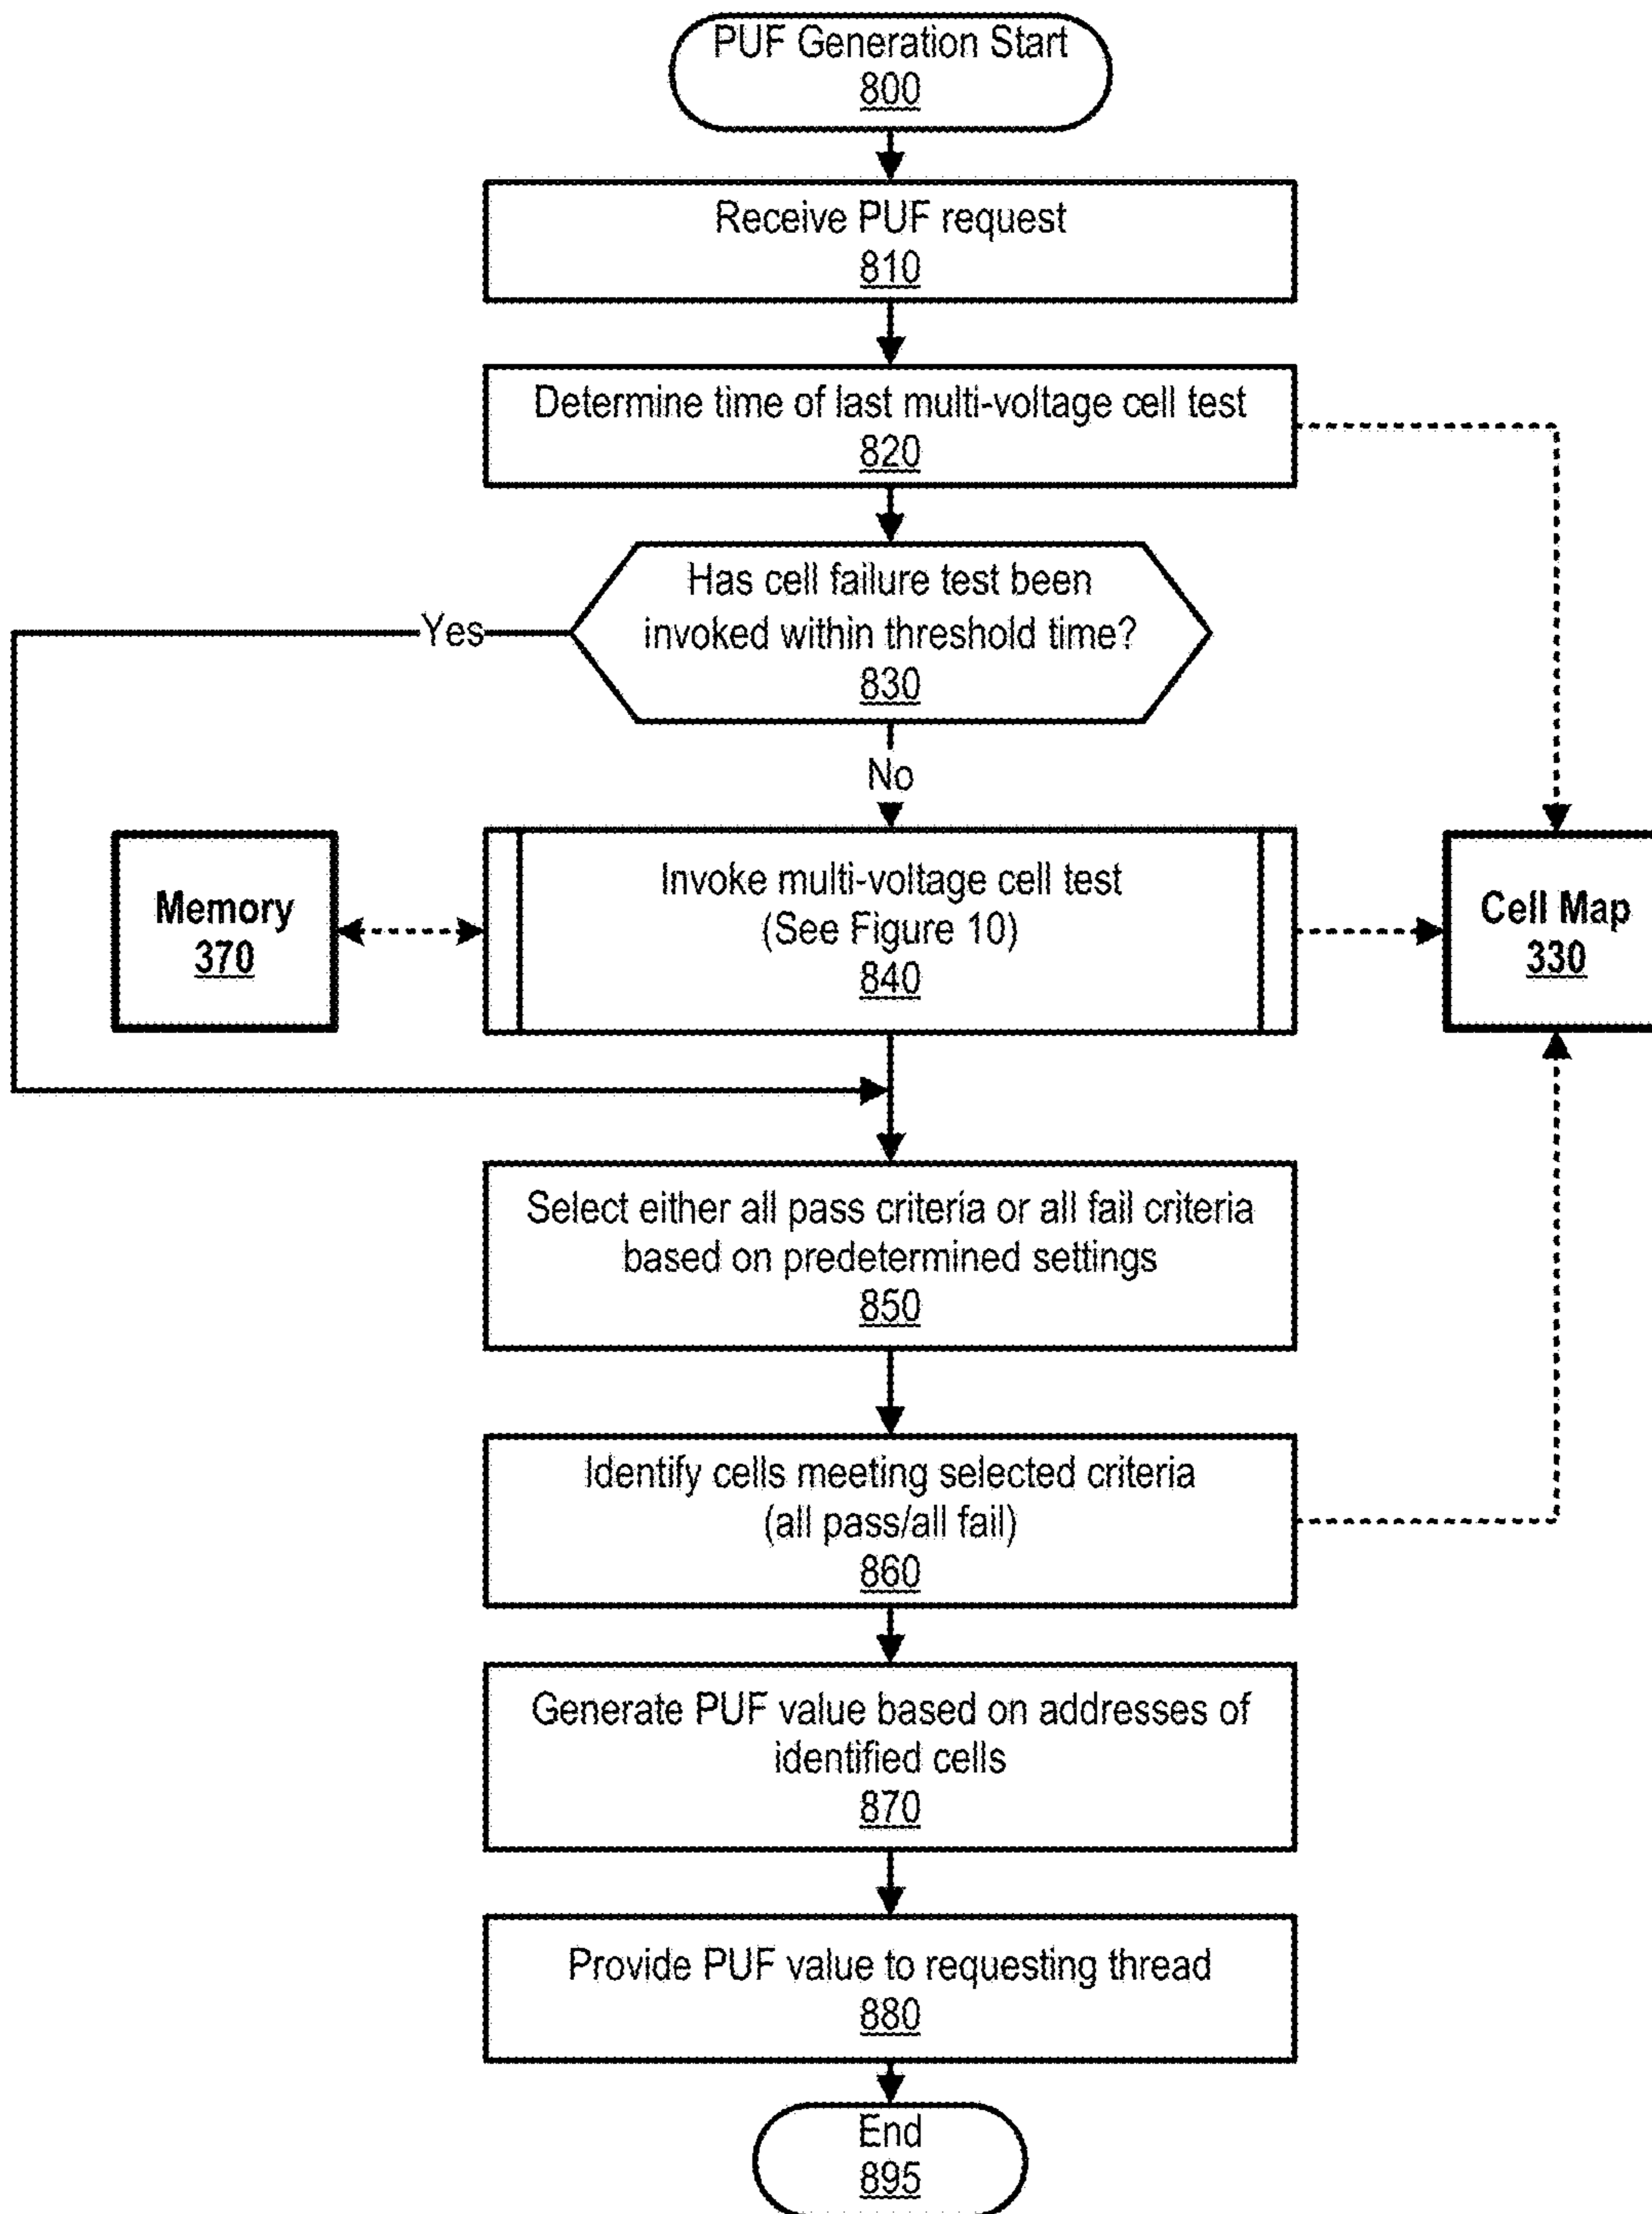 PUF Generation Start
800
Receive PUF request
810
Determine time of last multi-voltage cell test
820
Has cell failure test been
invoked within threshold time?
830
Yes
No
Memory
370
Invoke multi-voltage cell test
(See Figure 10)
840
Cell Map
330
Select either all pass criteria or all fail criteria
based on predetermined settings
850
Identify cells meeting selected criteria
(all pass/all fail)
860
Generate PUF value based on addresses of
identified cells
870
Provide PUF value to requesting thread
880
End
895